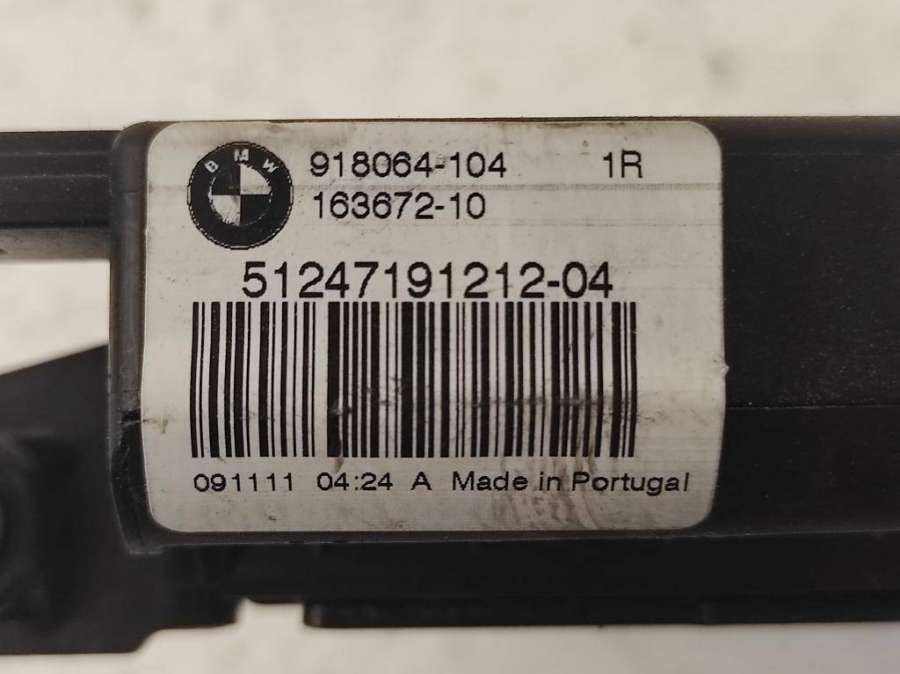 BMW
918064-104 1R
163672-10
51247191212-04
091111 04:24 A Made in Portugal